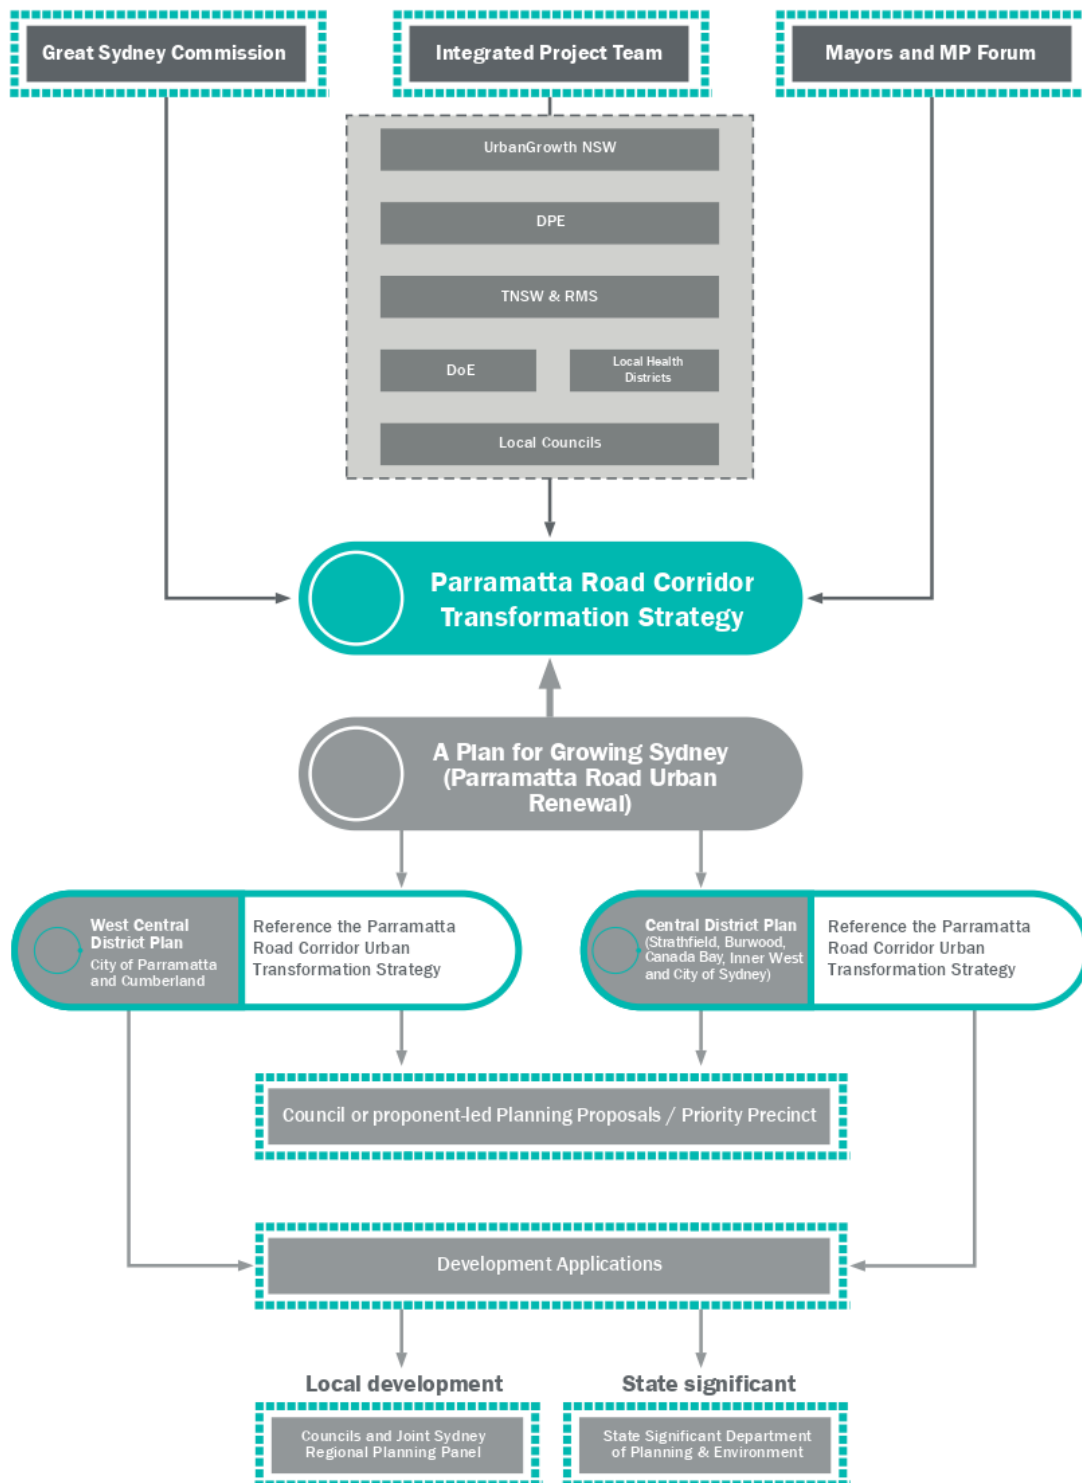 Great Sydney Commission
Integrated Project Team
Mayors and MP Forum
UrbanGrowth NSW
DPE
TNSW & RMS
DoE
Local Health
Districts
Local Councils
Parramatta Road Corridor
Transformation Strategy
A Plan for Growing Sydney
(Parramatta Road Urban
Renewal)
West Central
District Plan
City of Parramatta
and Cumberland
Reference the Parramatta
Road Corridor Urban
Transformation Strategy
Central District Plan
(Strathfield, Burwood,
Canada Bay, Inner West
and City of Sydney)
Reference the Parramatta
Road Corridor Urban
Transformation Strategy
Council or proponent-led Planning Proposals / Priority Precinct
Development Applications
Local development
Councils and Joint Sydney
Regional Planning Panel
State significant
State Significant Department
of Planning & Environment